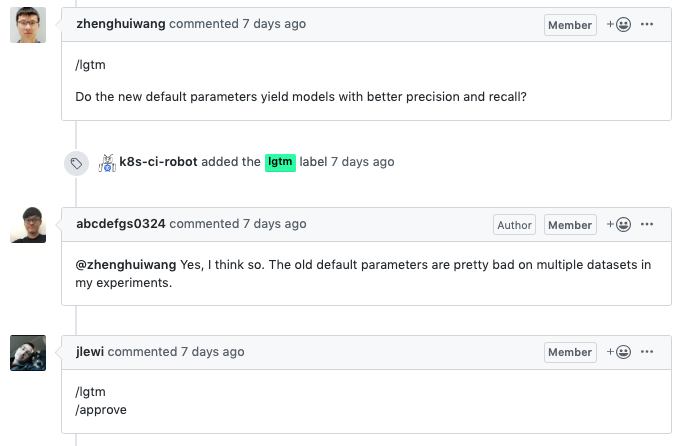 zhenghuiwang commented 7 days ago Member
/lgtm
Do the new default parameters yield models with better precision and recall?
k8s-ci-robot added the lgtm label 7 days ago
abcdefgs0324 commented 7 days ago Author Member
@zhenghuiwang Yes, I think so. The old default parameters are pretty bad on multiple datasets in
my experiments.
jlewi commented 7 days ago Member
/lgtm
/approve